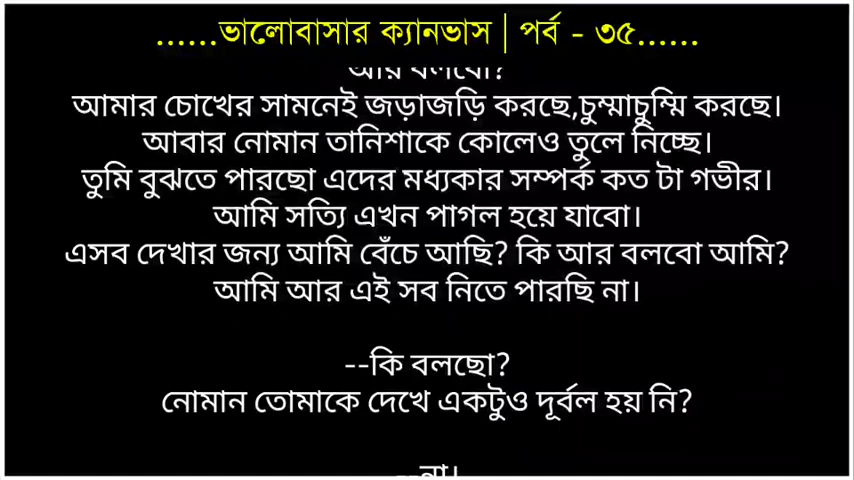 ......ভালোবাসার ক্যানভাস | পর্ব - ৩৫......
আর বলবো?
আমার চোখের সামনেই জড়াজড়ি করছে,চুম্মাচুম্মি করছে।
আবার নোমান তানিশাকে কোলেও তুলে নিচ্ছে।
তুমি বুঝতে পারছো এদের মধ্যকার সম্পর্ক কত টা গভীর।
আমি সত্যি এখন পাগল হয়ে যাবো।
এসব দেখার জন্য আমি বেঁচে আছি? কি আর বলবো আমি?
আমি আর এই সব নিতে পারছি না।
--কি বলছো?
নোমান তোমাকে দেখে একটুও দূর্বল হয় নি?
--না।